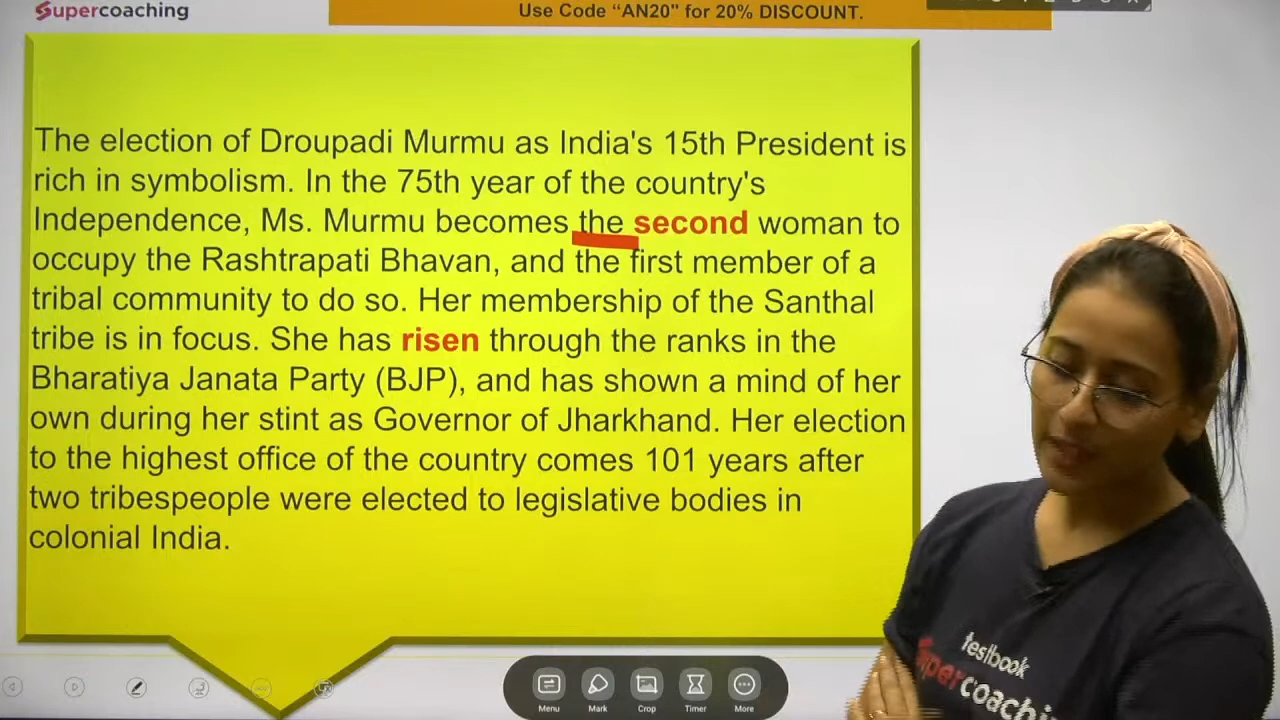 Supercoaching
Use Code “AN20” for 20% DISCOUNT.
The election of Droupadi Murmu as India's 15th President is
rich in symbolism. In the 75th year of the country's
Independence, Ms. Murmu becomes the second woman to
occupy the Rashtrapati Bhavan, and the first member of a
tribal community to do so. Her membership of the Santhal
tribe is in focus. She has risen through the ranks in the
Bharatiya Janata Party (BJP), and has shown a mind of her
own during her stint as Governor of Jharkhand. Her election
to the highest office of the country comes 101 years after
two tribespeople were elected to legislative bodies in
colonial India.
testbook
Supercoachin
Menu Mark Crop Timer More